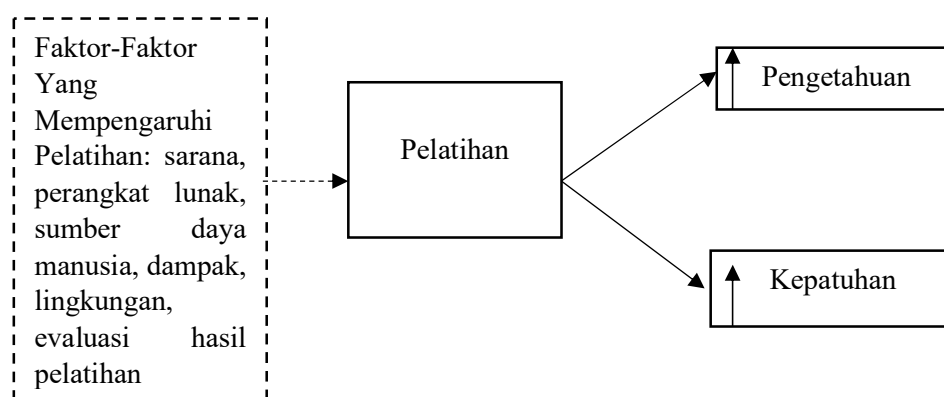 Faktor-Faktor
Yang
Mempengaruhi
Pelatihan: sarana,
perangkat lunak,
sumber daya
manusia, dampak,
lingkungan,
evaluasi hasil
pelatihan
Pelatihan
Pengetahuan
Kepatuhan